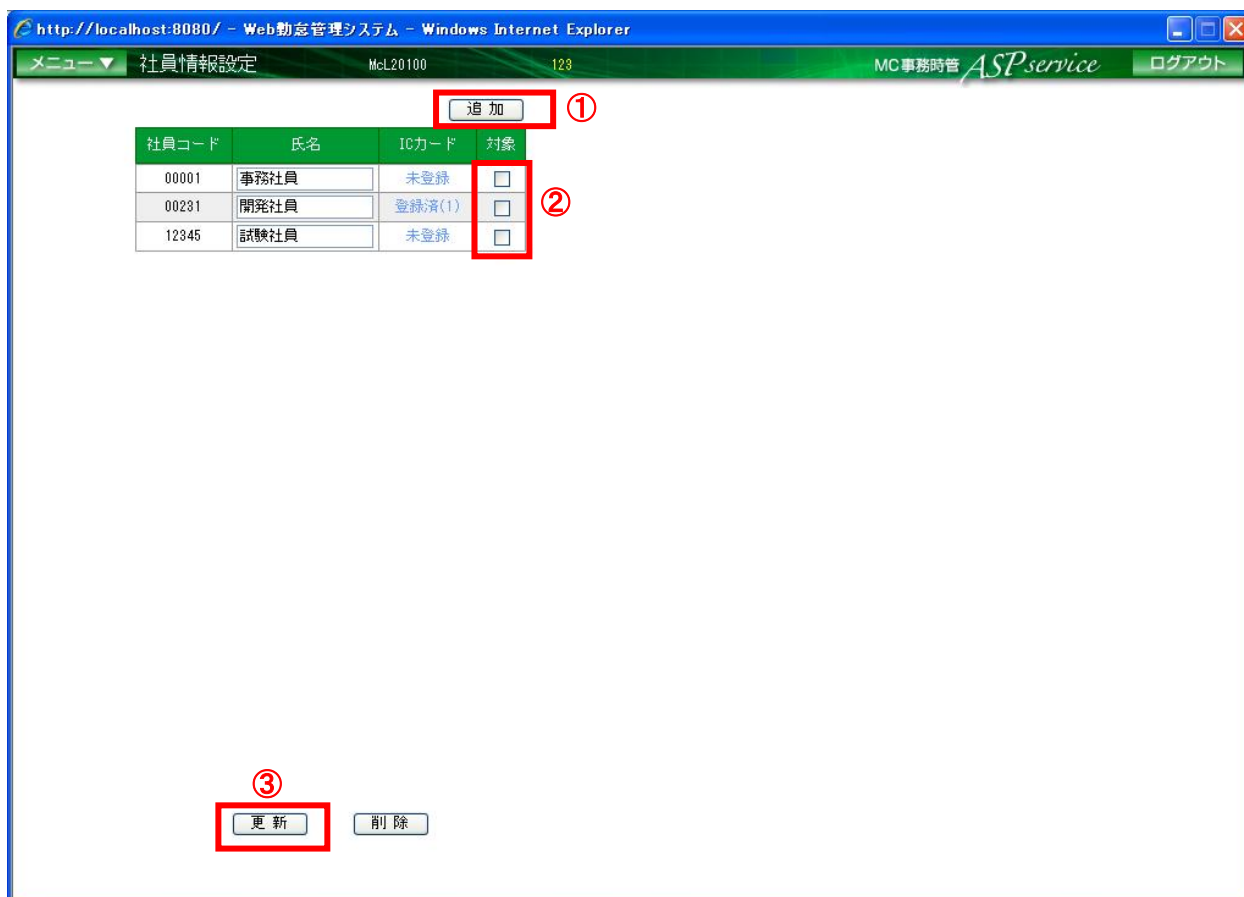 http://localhost:8080/ - Web勤怠管理システム - Windows Internet Explorer
メニュー▼ 社員情報設定 McL20100 123 MC事務時管 ASP service ログアウト
追加 ①
社員コード 氏名 ICカード 対象
00001 事務社員 未登録
00231 開発社員 登録済(1) ②
12345 試験社員 未登録
③
更新 削除